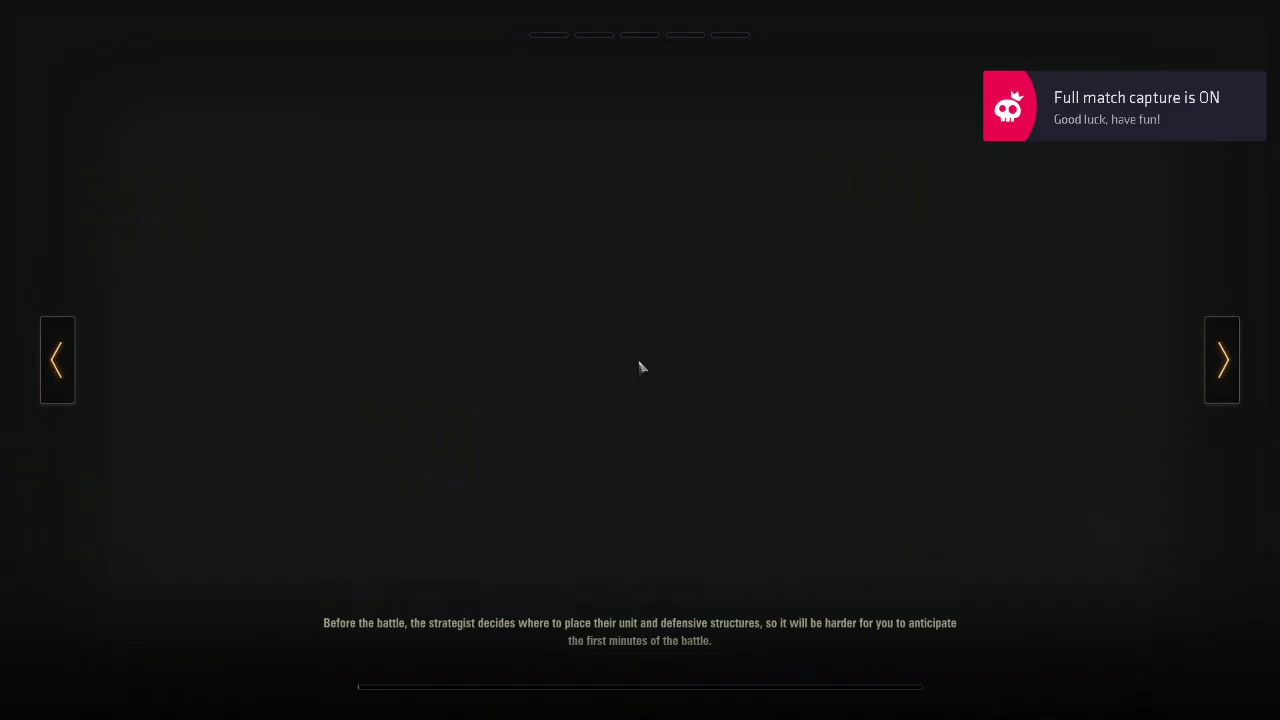 Full match capture is ON
Good luck, have fun!
Before the battle, the strategist decides where to place their unit and defensive structures, so it will be harder for you to anticipate
the first minutes of the battle.